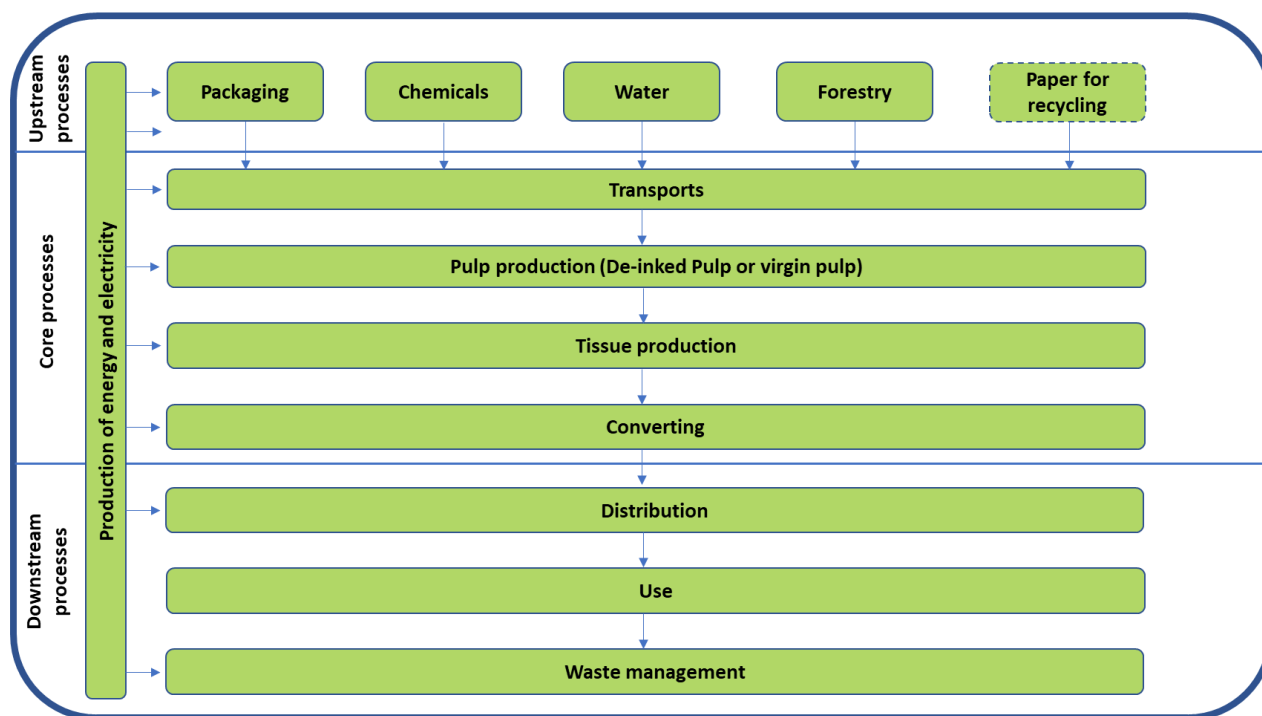 Upstream
processes
Packaging
Chemicals
Water
Forestry
Paper for
recycling
Production of energy and electricity
Core processes
Transports
Pulp production (De-inked Pulp or virgin pulp)
Tissue production
Converting
Downstream
processes
Distribution
Use
Waste management